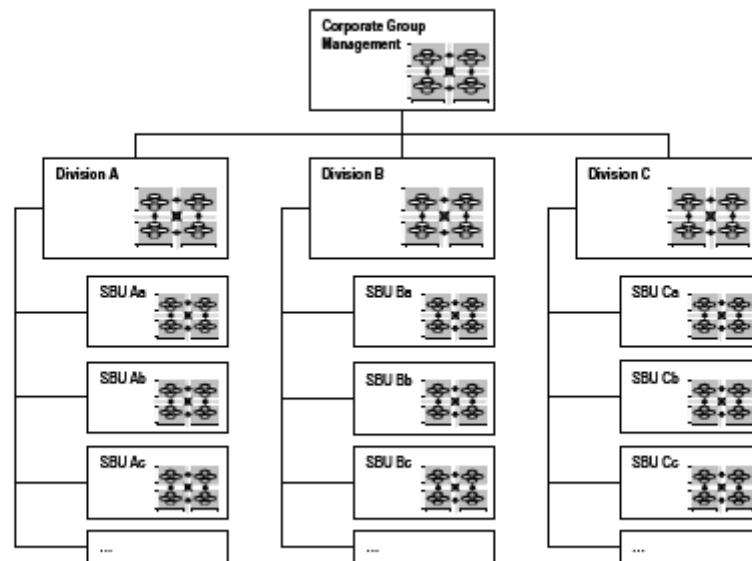 Corporate Group
Management
Division A
Division B
Division C
SBU Aa
SBU Ba
SBU Ca
SBU Ab
SBU Bb
SBU Cb
SBU Ac
SBU Bc
SBU Cc
...
...
...